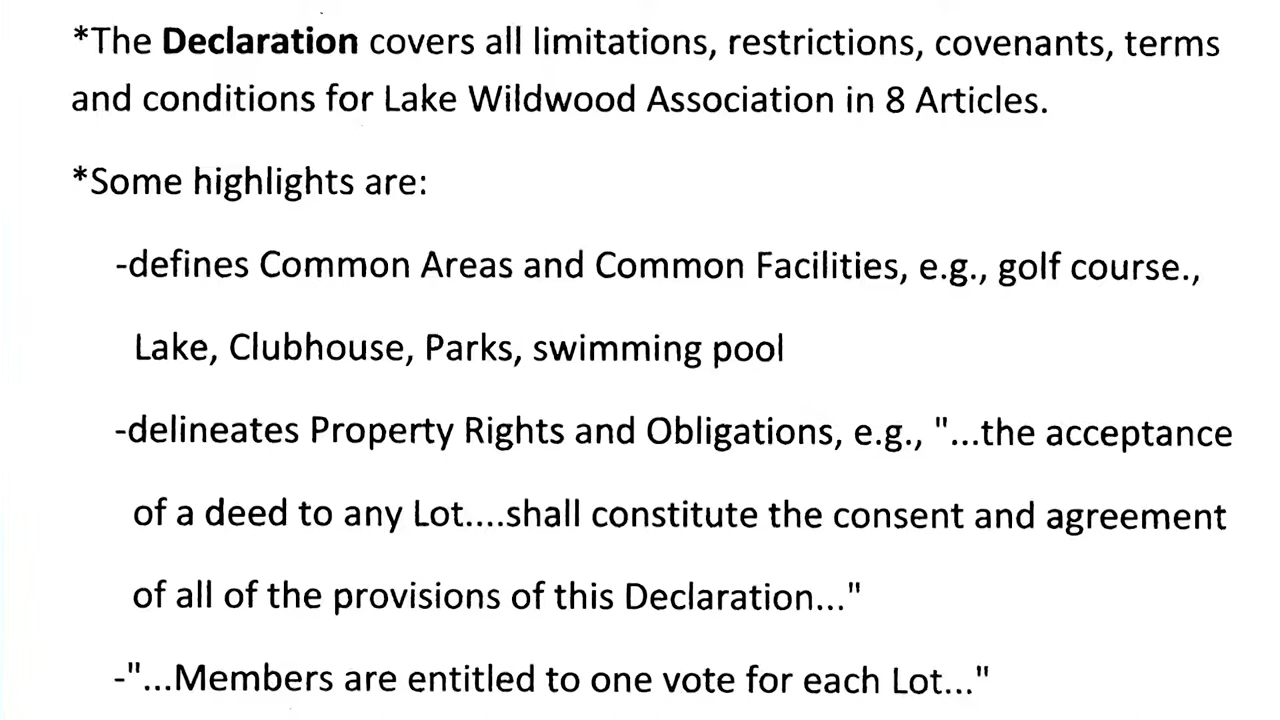 *The Declaration covers all limitations, restrictions, covenants, terms
and conditions for Lake Wildwood Association in 8 Articles.
*Some highlights are:
-defines Common Areas and Common Facilities, e.g., golf course.,
Lake, Clubhouse, Parks, swimming pool
-delineates Property Rights and Obligations, e.g., "...the acceptance
of a deed to any Lot....shall constitute the consent and agreement
of all of the provisions of this Declaration..."
-"...Members are entitled to one vote for each Lot..."